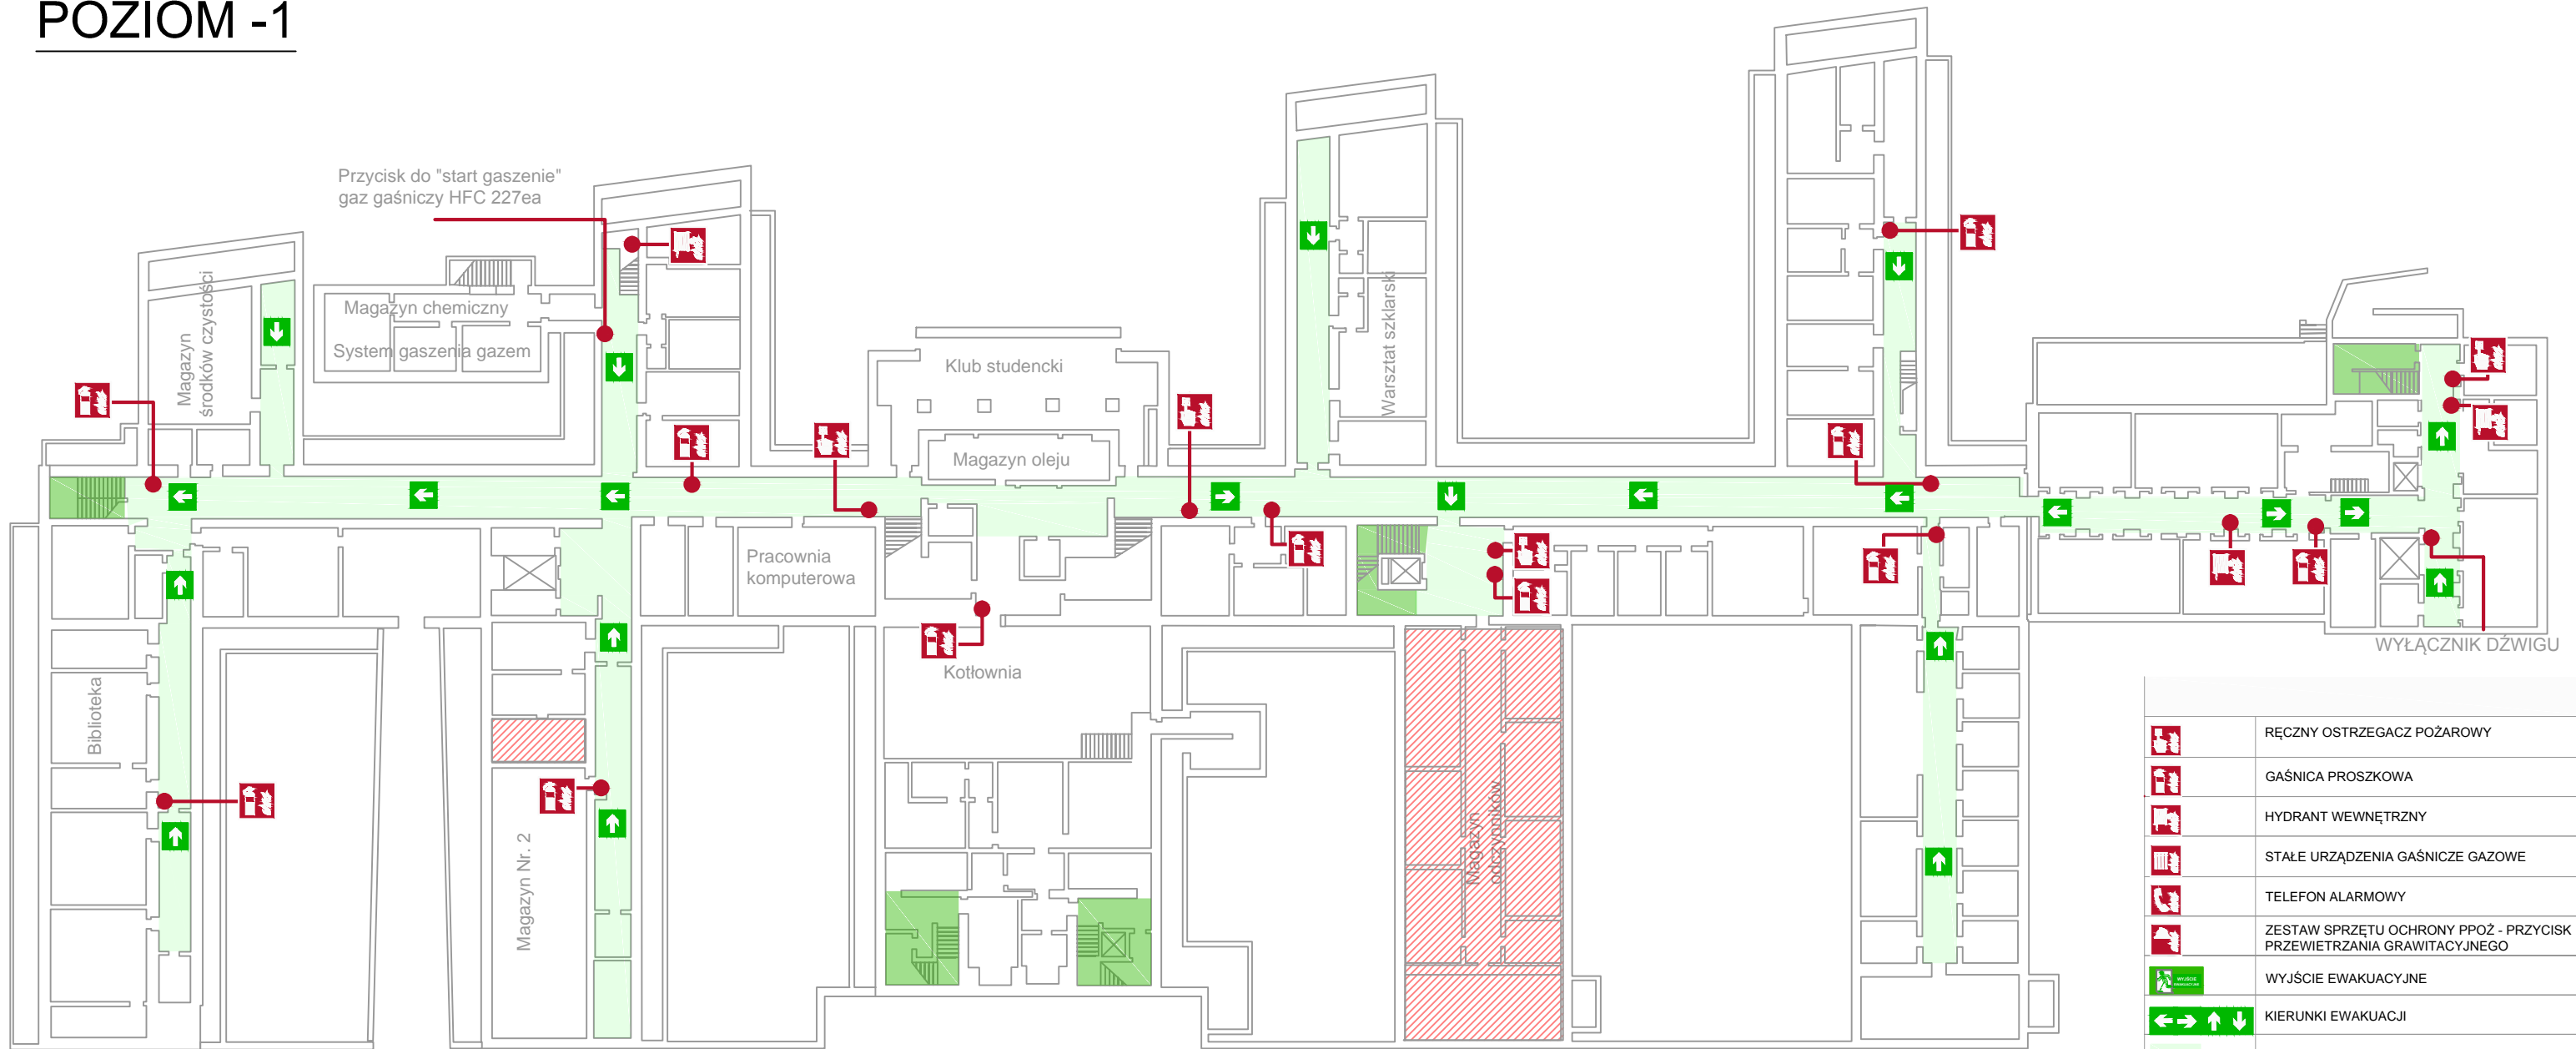 POZIOM -1
Przycisk do "start gaszenie"
gaz gaśniczy HFC 227ea
Magazyn
środków czystości
Magazyn chemiczny
System gaszenia gazem
Klub studencki
Magazyn oleju
Warsztat szklarski
Pracownia
komputerowa
Kotłownia
Biblioteka
Magazyn Nr. 2
Magazyn
odczynników
WYŁĄCZNIK DŹWIGU
RĘCZNY OSTRZEGACZ POŻAROWY
GAŚNICA PROSZKOWA
HYDRANT WEWNĘTRZNY
STAŁE URZĄDZENIA GAŚNICZE GAZOWE
TELEFON ALARMOWY
ZESTAW SPRZĘTU OCHRONY PPOŻ - PRZYCISK
PRZEWIETRZANIA GRAWITACYJNEGO
WYJŚCIE
EWAKUACYJNE
WYJŚCIE EWAKUACYJNE
KIERUNKI EWAKUACJI